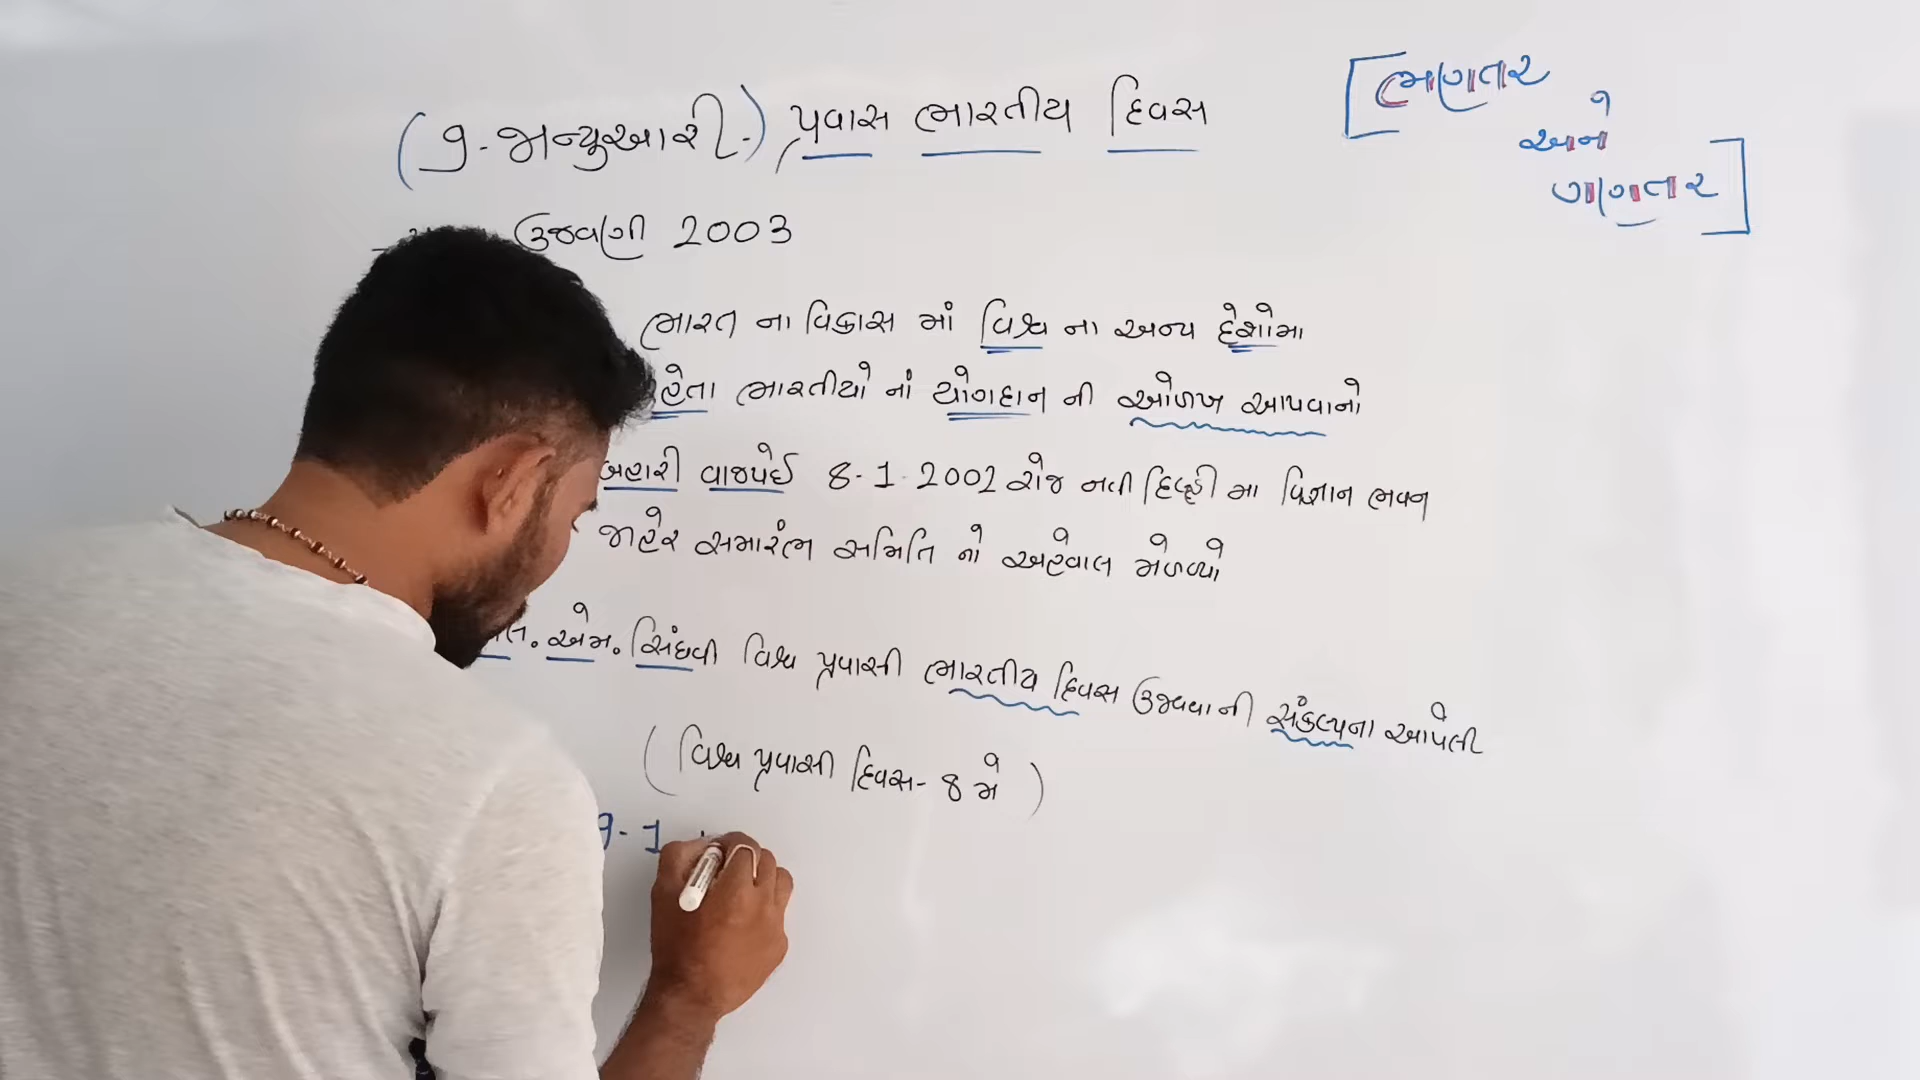 (9-જાન્યુઆરી.) પ્રવાસ ભારતીય દિવસ
[ભણતર
અને
ગણતર]
ઉજવણી 2003
ભારત ના વિકાસ માં વિશ્વ ના અન્ય દેશોમા
રહેતા ભારતીયો નાં યોગદાન ની ઓળખ આપવાનો
બિહારી વાજપેઈ 8-1-2002 રોજ નવી દિલ્હી મા વિજ્ઞાન ભવન
જાહેર સમારંભ સમિતિ નો અહેવાલ મેળવ્યો
એલ. એમ. સિંઘવી વિશ્વ પ્રવાસી ભારતીય દિવસ ઉજવવા ની સંકલ્પના આપેલી
(વિશ્વ પ્રવાસી દિવસ- 8 મે)
9-1